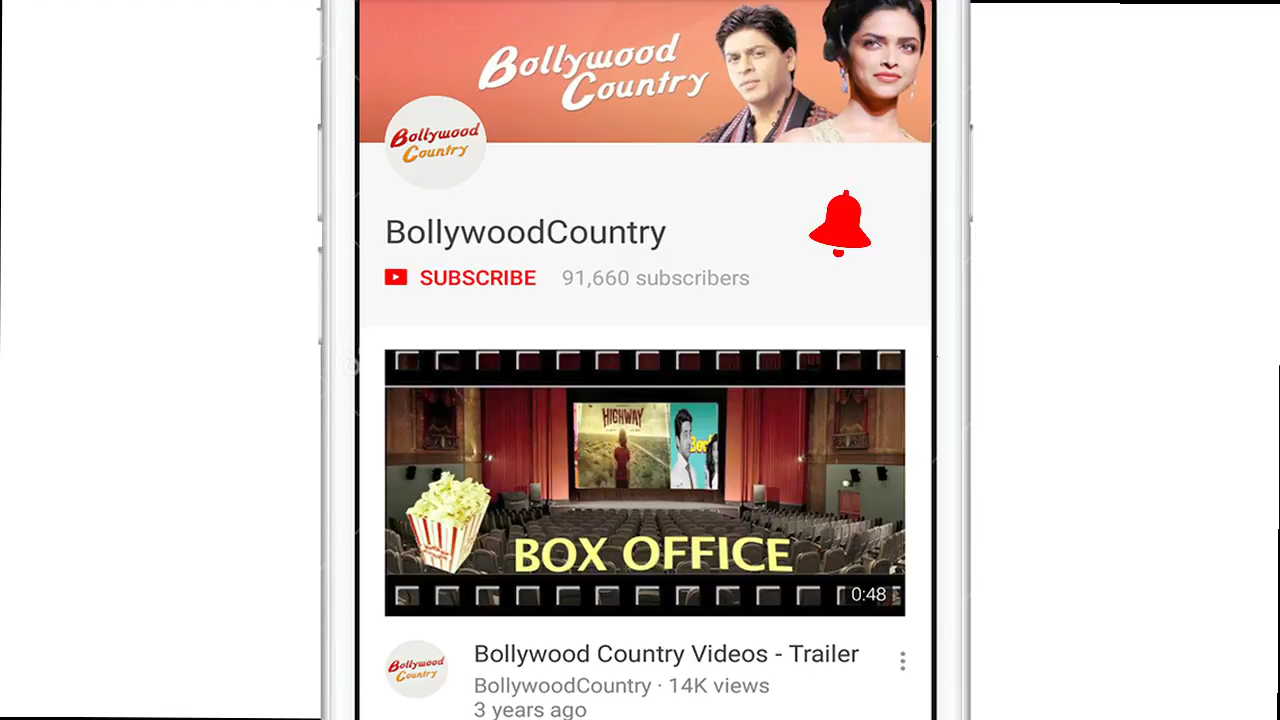 Bollywood
Country
Bollywood
Country
BollywoodCountry
SUBSCRIBE 91,660 subscribers
HIGHWAY
BOX OFFICE
0:48
Bollywood
Country
Bollywood Country Videos - Trailer
BollywoodCountry · 14K views
3 years ago